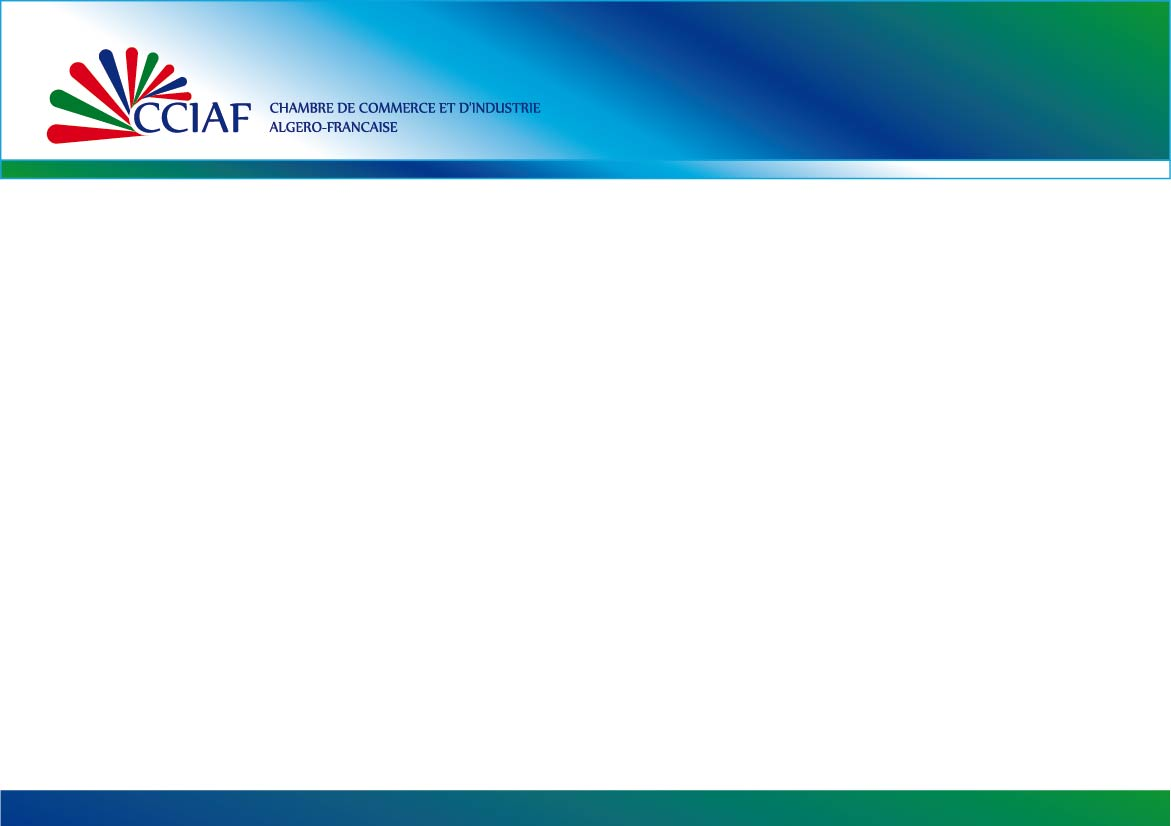 CCIAF
CHAMBRE DE COMMERCE ET D'INDUSTRIE
ALGERO-FRANCAISE